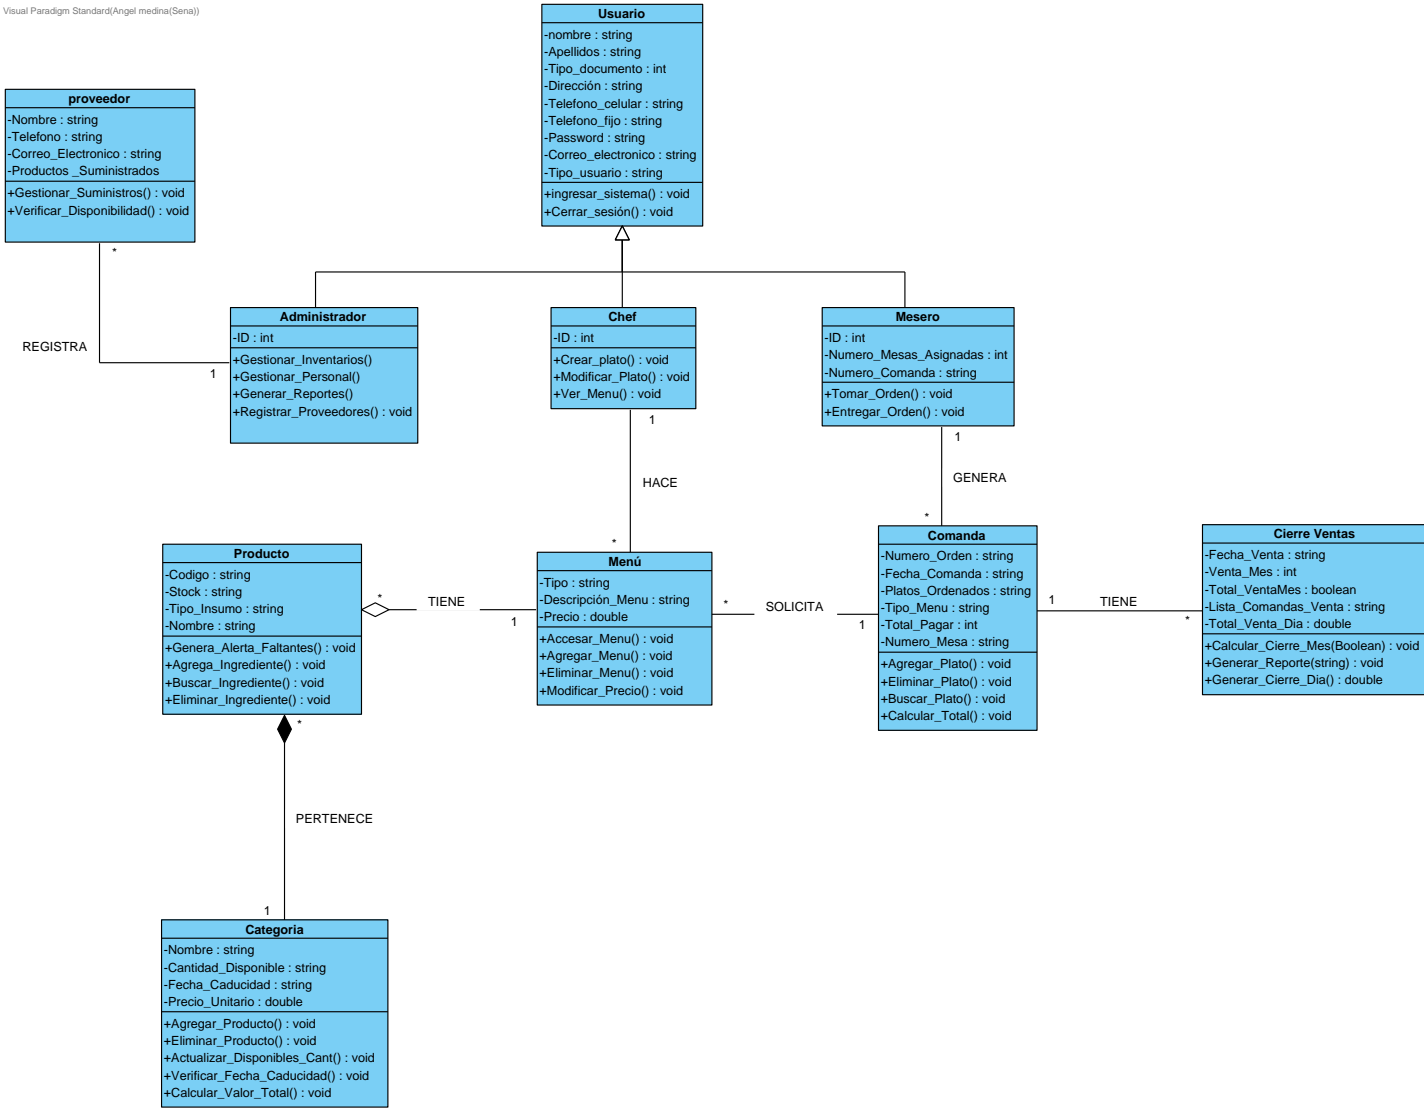 Visual Paradigm Standard(Angel medina(Sena))
Usuario
-nombre : string
-Apellidos : string
-Tipo_documento : int
-Dirección : string
-Telefono_celular : string
-Telefono_fijo : string
-Password : string
-Correo_electronico : string
-Tipo_usuario : string
+ingresar_sistema() : void
+Cerrar_sesión() : void
proveedor
-Nombre : string
-Telefono : string
-Correo_Electronico : string
-Productos _Suministrados
+Gestionar_Suministros() : void
+Verificar_Disponibilidad() : void
*
REGISTRA
1
Administrador
-ID : int
+Gestionar_Inventarios()
+Gestionar_Personal()
+Generar_Reportes()
+Registrar_Proveedores() : void
Chef
-ID : int
+Crear_plato() : void
+Modificar_Plato() : void
+Ver_Menu() : void
1
HACE
*
Mesero
-ID : int
-Numero_Mesas_Asignadas : int
-Numero_Comanda : string
+Tomar_Orden() : void
+Entregar_Orden() : void
1
GENERA
*
Producto
-Codigo : string
-Stock : string
-Tipo_Insumo : string
-Nombre : string
+Genera_Alerta_Faltantes() : void
+Agrega_Ingrediente() : void
+Buscar_Ingrediente() : void
+Eliminar_Ingrediente() : void
*
TIENE
1
Menú
-Tipo : string
-Descripción_Menu : string
-Precio : double
+Accesar_Menu() : void
+Agregar_Menu() : void
+Eliminar_Menu() : void
+Modificar_Precio() : void
*
SOLICITA
1
Comanda
-Numero_Orden : string
-Fecha_Comanda : string
-Platos_Ordenados : string
-Tipo_Menu : string
-Total_Pagar : int
-Numero_Mesa : string
+Agregar_Plato() : void
+Eliminar_Plato() : void
+Buscar_Plato() : void
+Calcular_Total() : void
1
TIENE
*
Cierre Ventas
-Fecha_Venta : string
-Venta_Mes : int
-Total_VentaMes : boolean
-Lista_Comandas_Venta : string
-Total_Venta_Dia : double
+Calcular_Cierre_Mes(Boolean) : void
+Generar_Reporte(string) : void
+Generar_Cierre_Dia() : double
*
PERTENECE
1
Categoria
-Nombre : string
-Cantidad_Disponible : string
-Fecha_Caducidad : string
-Precio_Unitario : double
+Agregar_Producto() : void
+Eliminar_Producto() : void
+Actualizar_Disponibles_Cant() : void
+Verificar_Fecha_Caducidad() : void
+Calcular_Valor_Total() : void